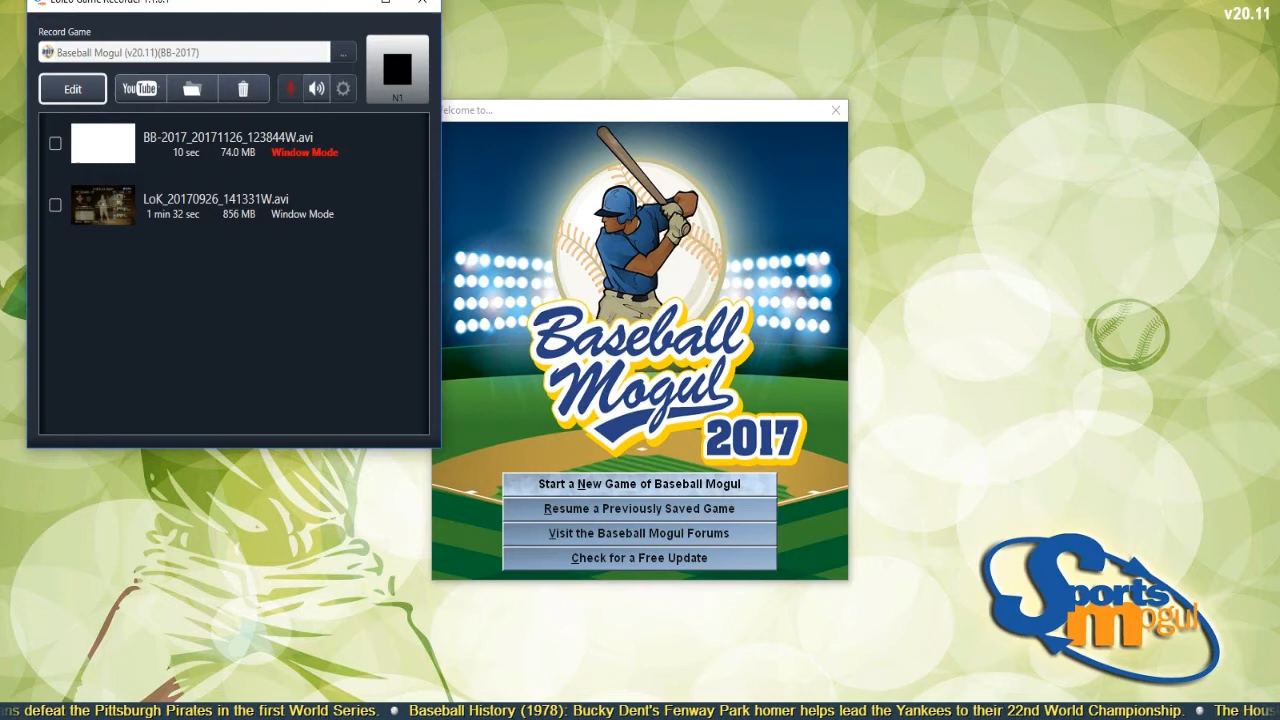 v20.11
Record Game
Baseball Mogul (v20.11)(BB-2017)
...
Edit
YouTube
N1
BB-2017_20171126_123844W.avi
10 sec 74.0 MB Window Mode
LoK_20170926_141331W.avi
1 min 32 sec 856 MB Window Mode
elcome to...
Baseball
Mogul
2017
Start a New Game of Baseball Mogul
Resume a Previously Saved Game
Visit the Baseball Mogul Forums
Check for a Free Update
Sports
Mogul
ns defeat the Pittsburgh Pirates in the first World Series. • Baseball History (1978): Bucky Dent's Fenway Park homer helps lead the Yankees to their 22nd World Championship. • The Hou